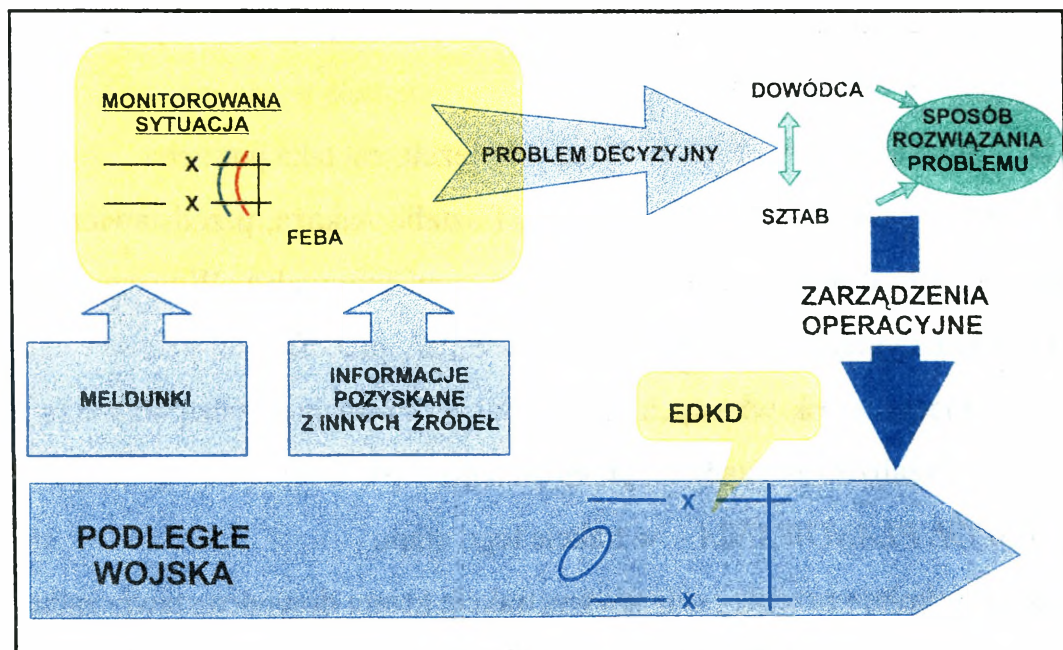 MONITOROWANA
SYTUACJA
X
X
FEBA
PROBLEM DECYZYJNY
DOWÓDCA
SZTAB
SPOSÓB
ROZWIĄZANIA
PROBLEMU
MELDUNKI
INFORMACJE
POZYSKANE
Z INNYCH ŹRÓDEŁ
ZARZĄDZENIA
OPERACYJNE
EDKD
PODLEGŁE
WOJSKA
X
X